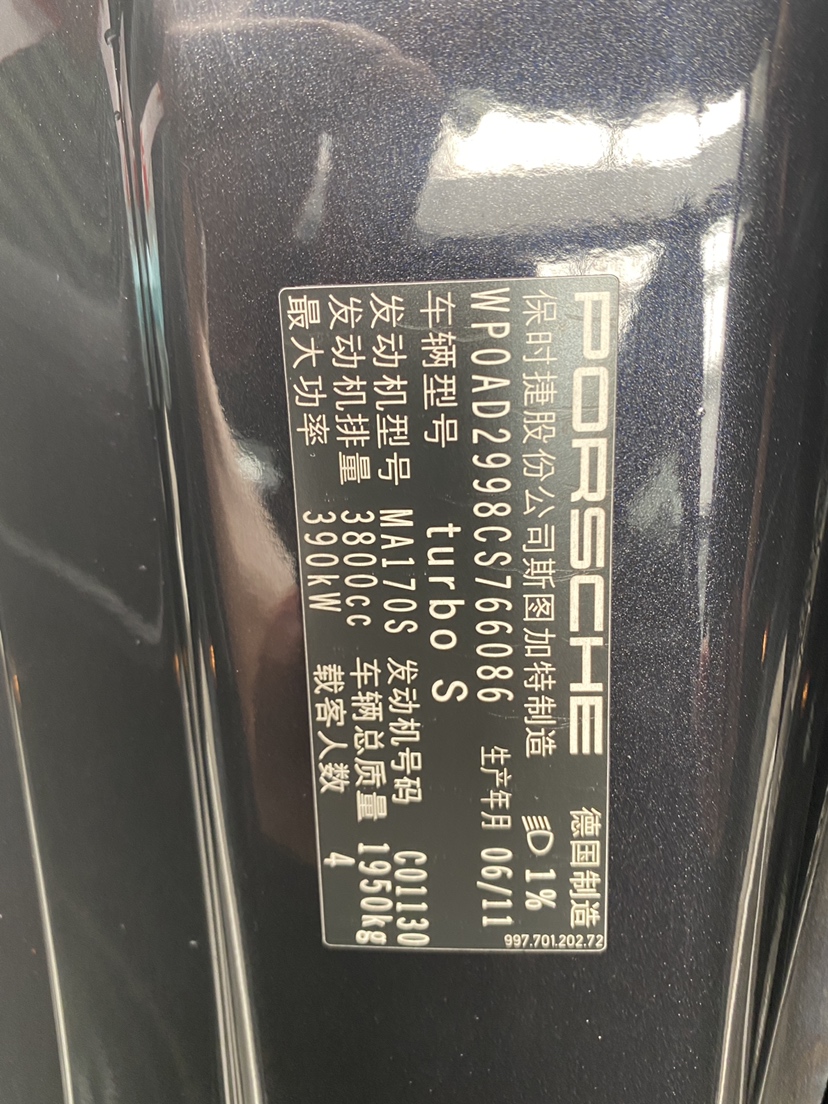 PORSCHE 德国制造
保时捷股份公司斯图加特制造 1%
WP0AD2998CS766086 生产年月 06/11
车辆型号 turbo S
发动机型号 MA170S 发动机号码 C01130
发动机排量 3800cc 车辆总质量 1950kg
最大功率 390kW 载客人数 4
997.701.202.72